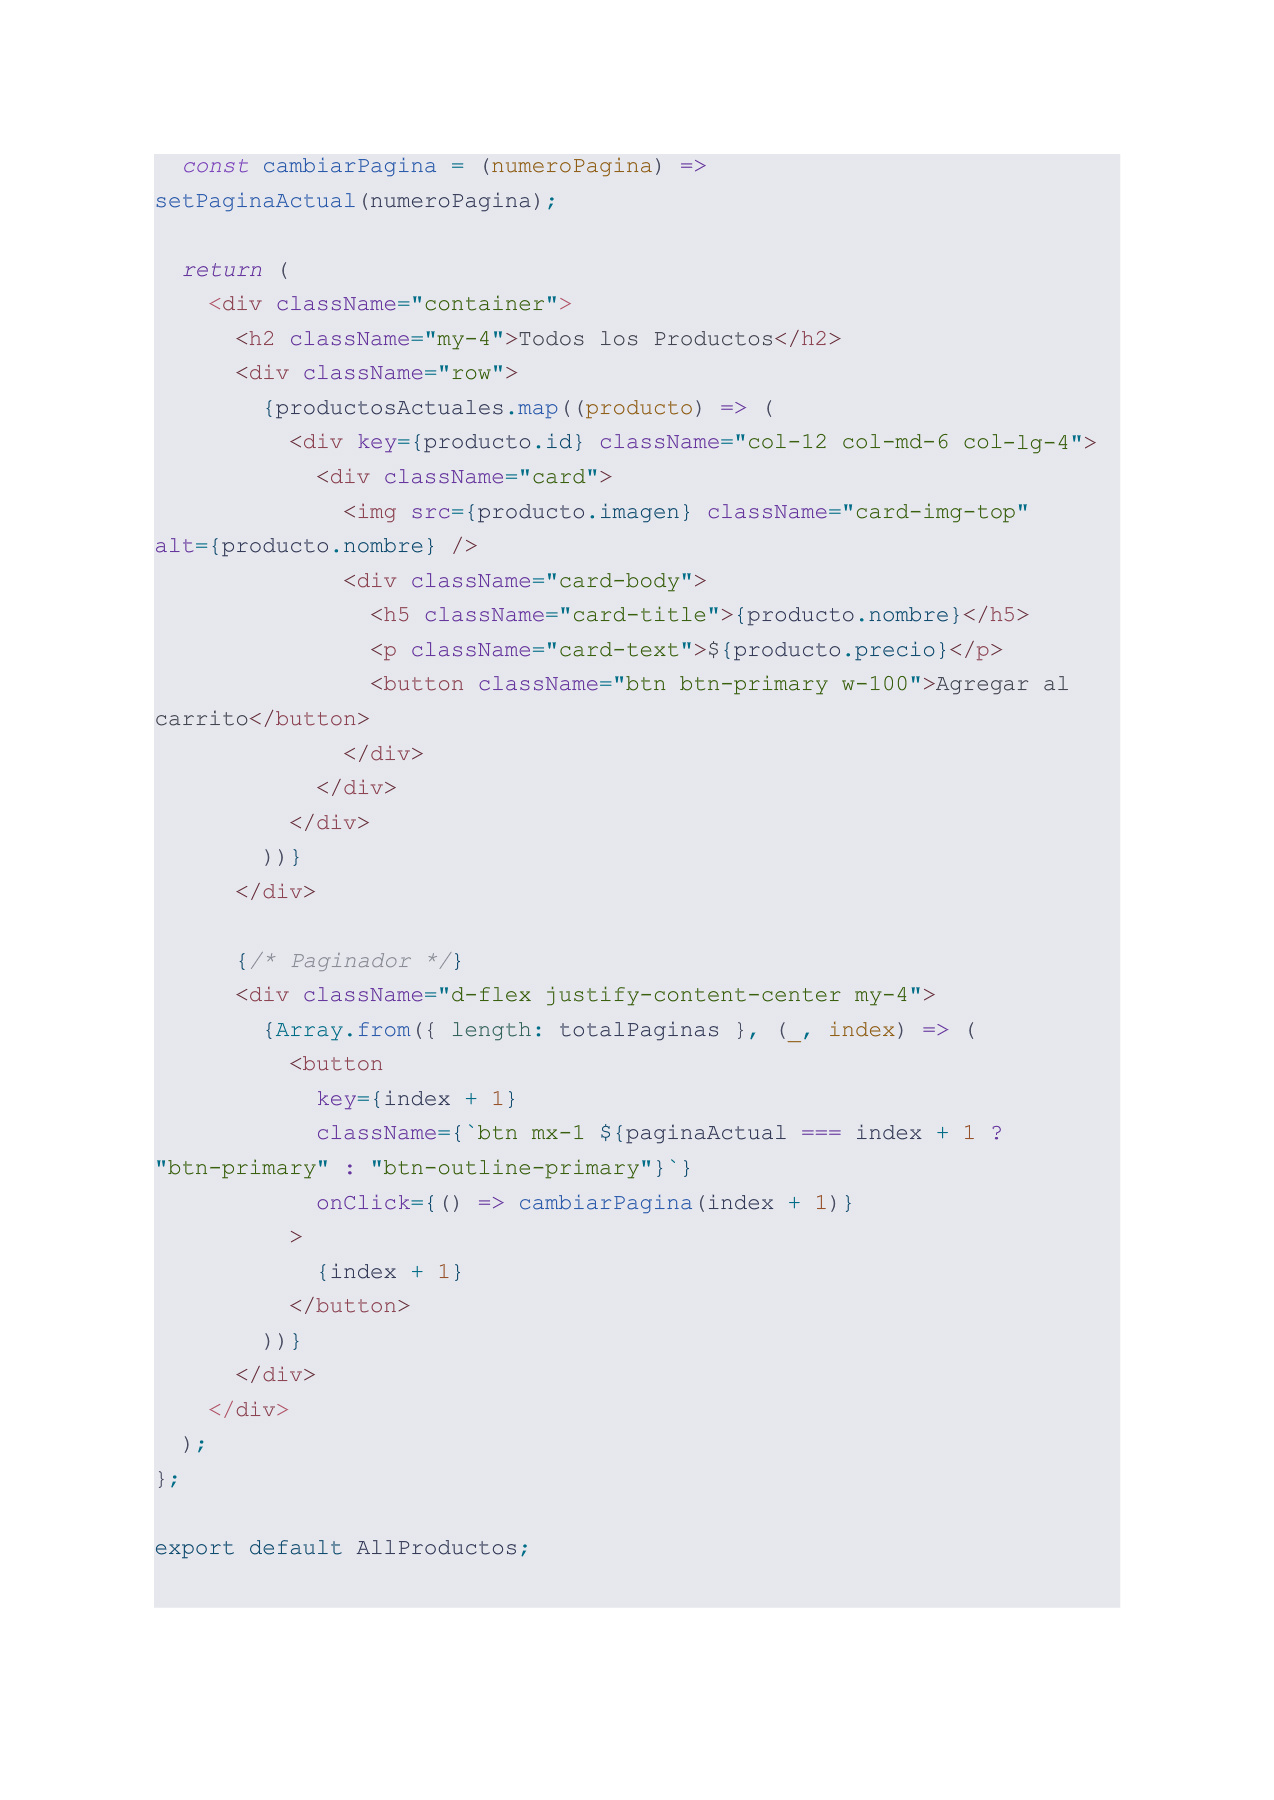 const cambiarPagina = (numeroPagina) =>
setPaginaActual(numeroPagina);
return (
<div className="container">
<h2 className="my-4">Todos los Productos</h2>
<div className="row">
{productosActuales.map((producto) => (
<div key={producto.id} className="col-12 col-md-6 col-lg-4">
<div className="card">
<img src={producto.imagen} className="card-img-top"
alt={producto.nombre} />
<div className="card-body">
<h5 className="card-title">{producto.nombre}</h5>
<p className="card-text">${producto.precio}</p>
<button className="btn btn-primary w-100">Agregar al
carrito</button>
</div>
</div>
</div>
))}
</div>
{/* Paginador */}
<div className="d-flex justify-content-center my-4">
{Array.from({ length: totalPaginas }, (_, index) => (
<button
key={index + 1}
className={`btn mx-1 ${paginaActual === index + 1 ?
"btn-primary" : "btn-outline-primary"}`}
onClick={() => cambiarPagina(index + 1)}
>
{index + 1}
</button>
))}
</div>
</div>
);
};
export default AllProductos;